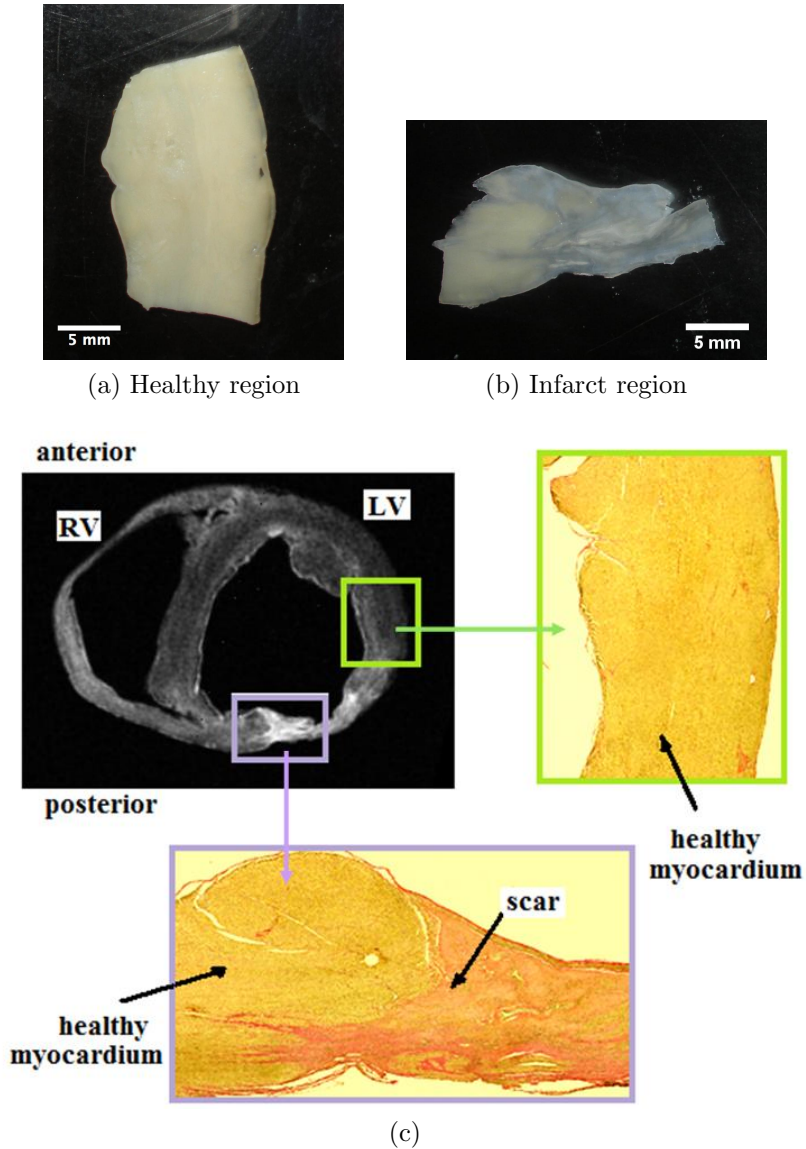 5 mm
5 mm
(a) Healthy region
(b) Infarct region
anterior
RV
LV
posterior
healthy
myocardium
scar
healthy
myocardium
(c)